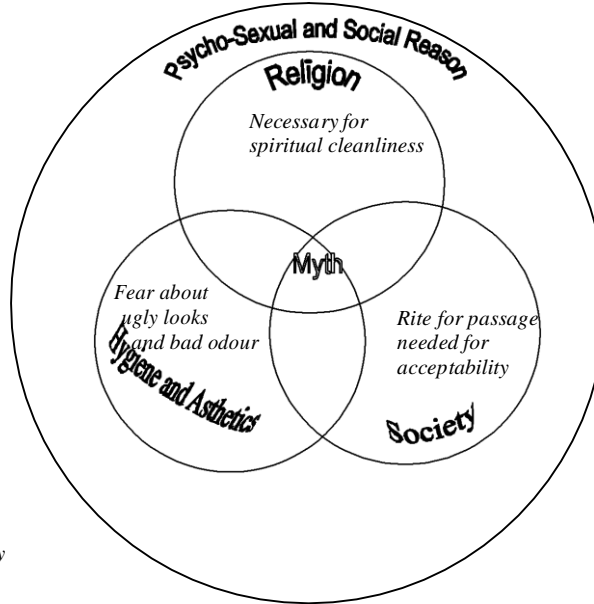 Psycho-Sexual and Social Reason
Religion
Necessary for
spiritual cleanliness
Myth
Fear about
ugly looks
and bad odour
Hygiene and Asthetics
Rite for passage
needed for
acceptability
Society
y